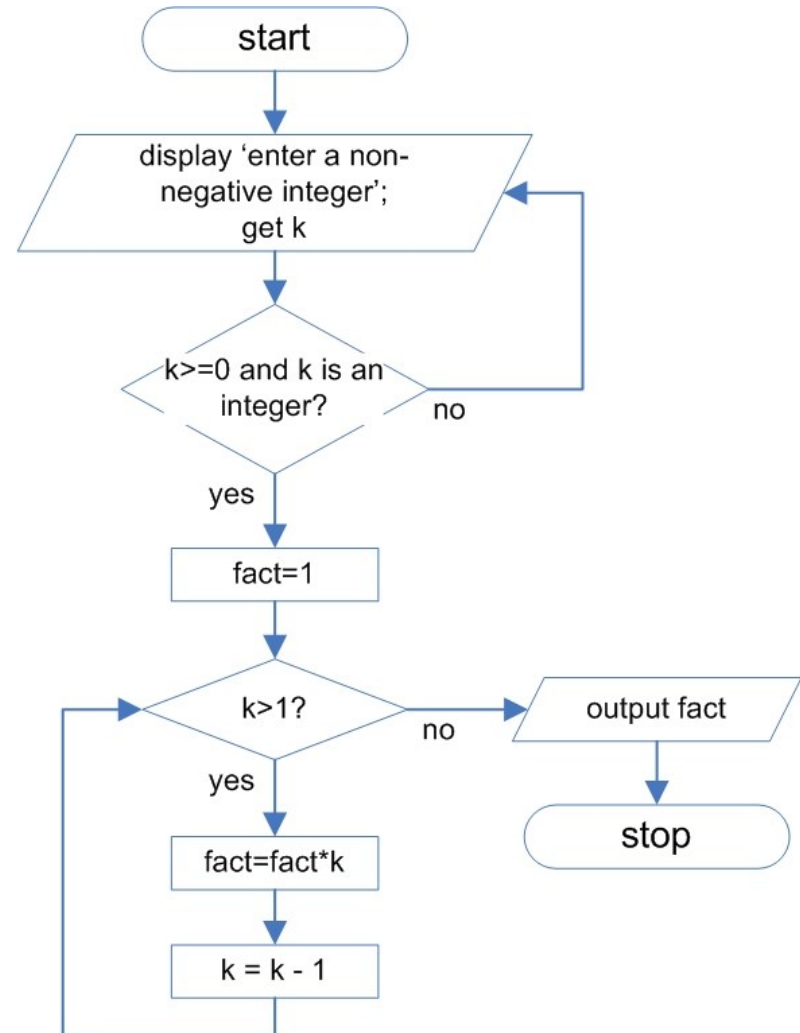 start
display ‘enter a non-
negative integer’;
get k
k>=0 and k is an
integer?
no
yes
fact=1
k>1?
no
output fact
yes
stop
fact=fact*k
k = k - 1